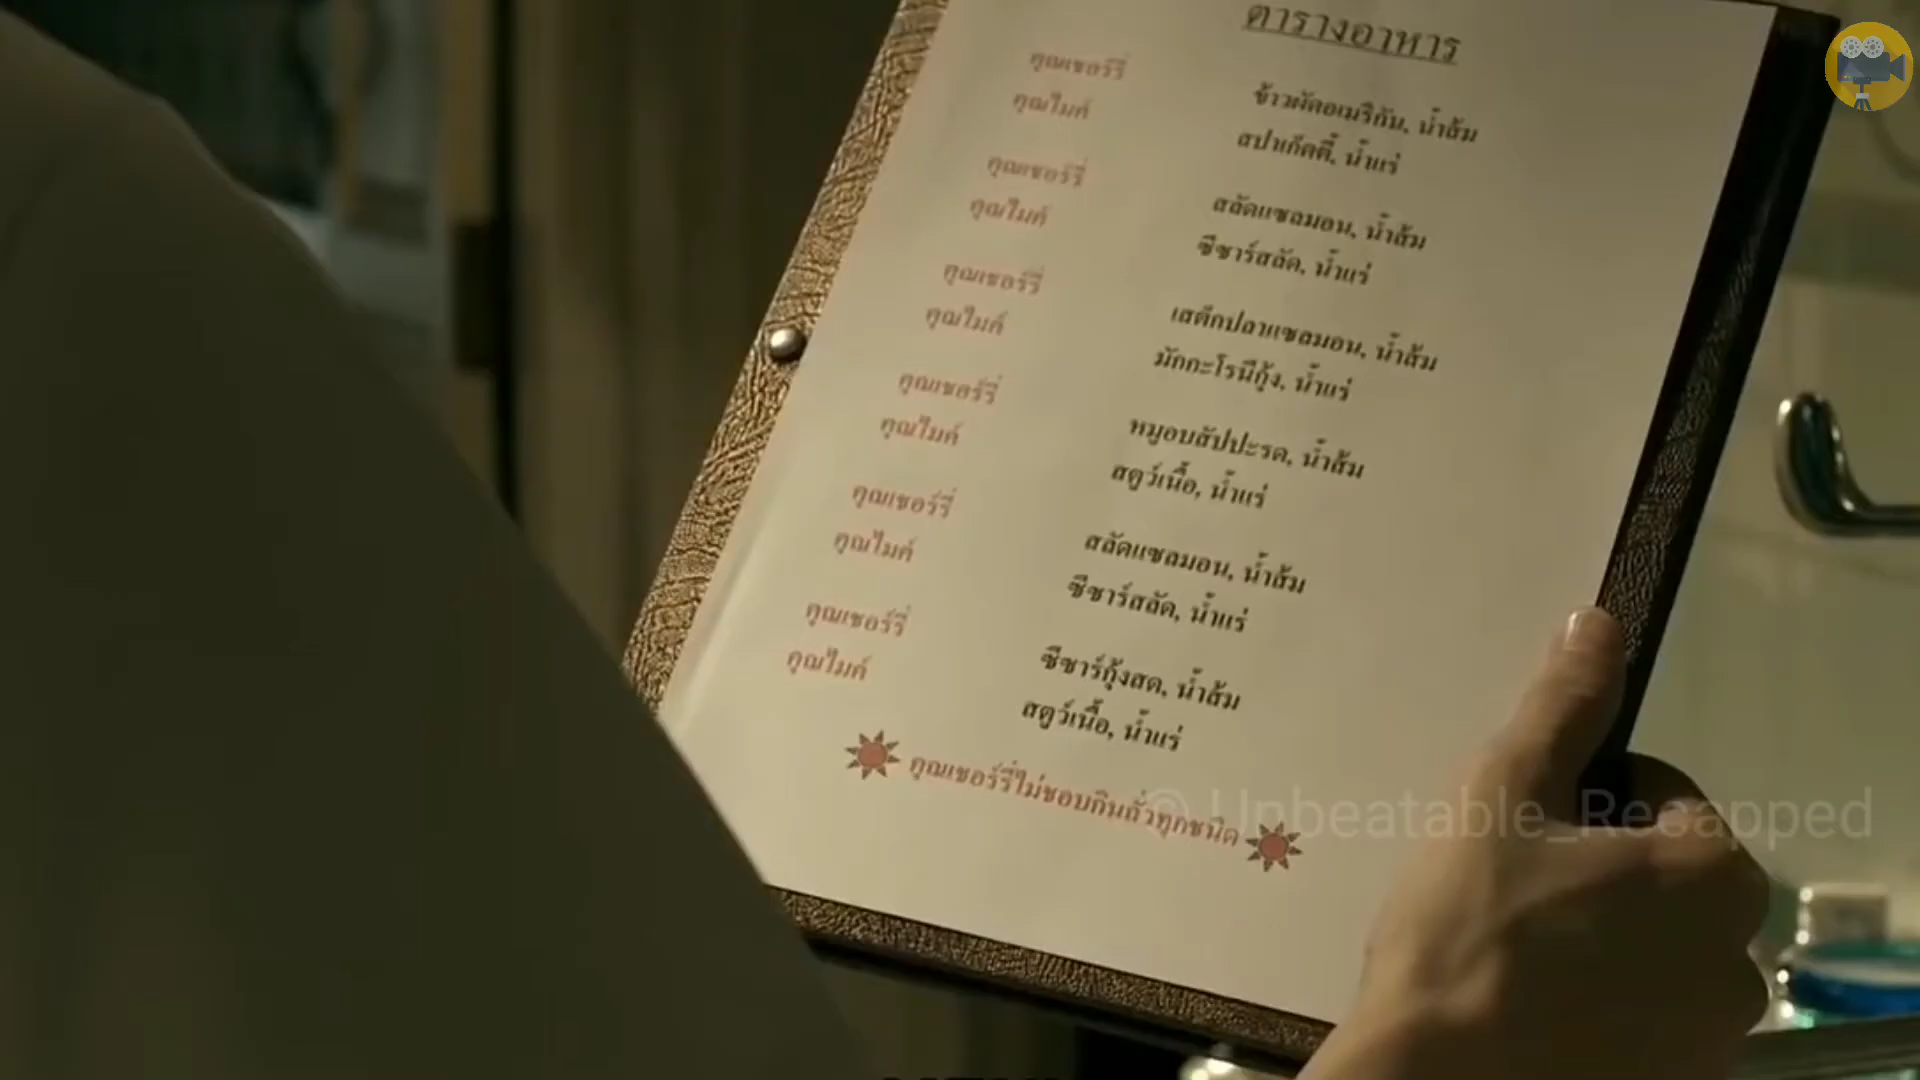 ตารางอาหาร
คุณเชอร์รี่ ข้าวผัดอเมริกัน, น้ำส้ม
คุณไมค์ สปาเก็ตตี้, น้ำแร่
คุณเชอร์รี่ สลัดแซลมอน, น้ำส้ม
คุณไมค์ ซีซาร์สลัด, น้ำแร่
คุณเชอร์รี่ เสต็กปลาแซลมอน, น้ำส้ม
คุณไมค์ มักกะโรนีกุ้ง, น้ำแร่
คุณเชอร์รี่ หมูอบสัปปะรด, น้ำส้ม
คุณไมค์ สตูว์เนื้อ, น้ำแร่
คุณเชอร์รี่ สลัดแซลมอน, น้ำส้ม
คุณไมค์ ซีซาร์สลัด, น้ำแร่
คุณเชอร์รี่ ซีซาร์กุ้งสด, น้ำส้ม
คุณไมค์ สตูว์เนื้อ, น้ำแร่
คุณเชอร์รี่ไม่ชอบกินถั่วทุกชนิด
© Unbeatable_Recapped